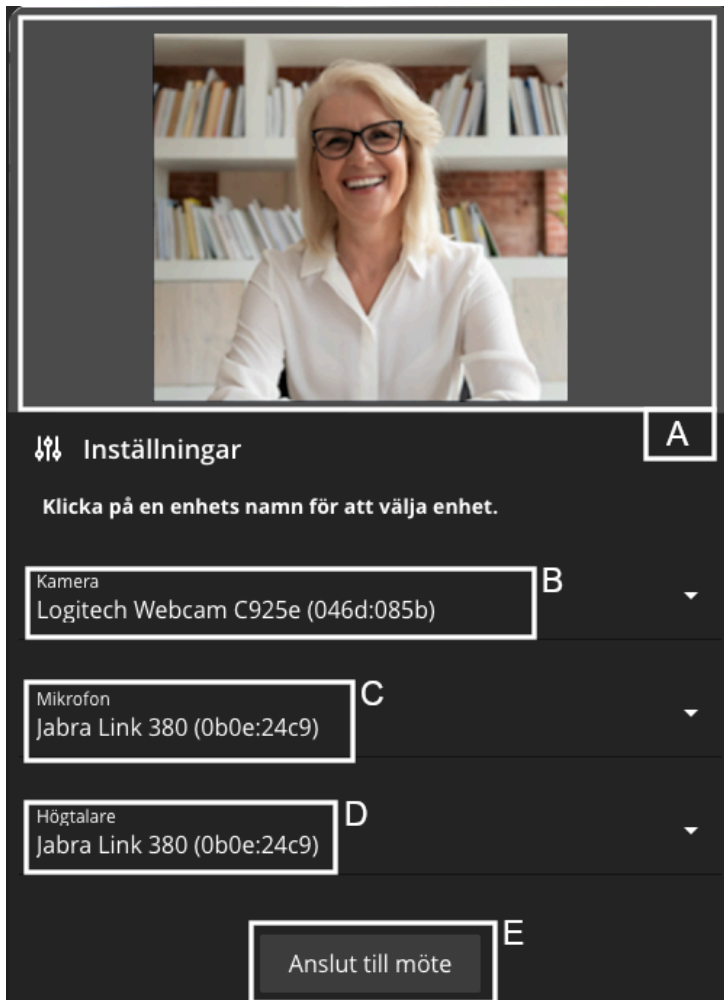 A
Inställningar
Klicka på en enhets namn för att välja enhet.
Kamera
B
Logitech Webcam C925e (046d:085b)
Mikrofon
C
Jabra Link 380 (0b0e:24c9)
Högtalare
D
Jabra Link 380 (0b0e:24c9)
E
Anslut till möte